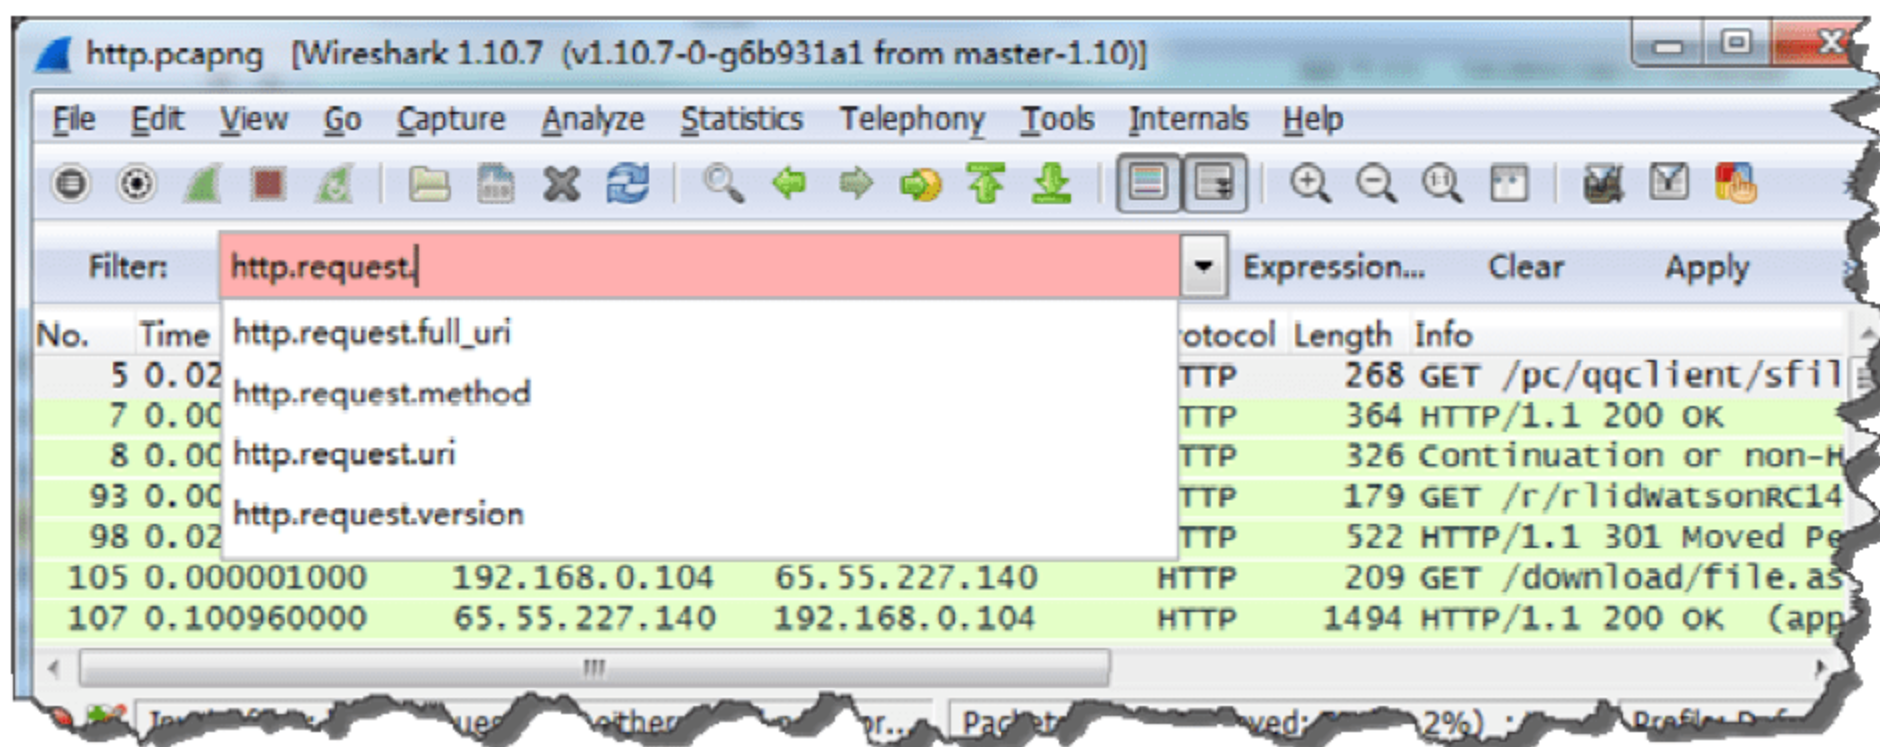 http.pcapng [Wireshark 1.10.7 (v1.10.7-0-g6b931a1 from master-1.10)]
File Edit View Go Capture Analyze Statistics Telephony Tools Internals Help
Filter: http.request. Expression... Clear Apply
http.request.full_uri
http.request.method
http.request.uri
http.request.version
No. Time otocol Length Info
5 0.02 TTP 268 GET /pc/qqclient/sfil
7 0.00 TTP 364 HTTP/1.1 200 OK
8 0.00 TTP 326 Continuation or non-H
93 0.00 TTP 179 GET /r/rlidWatsonRC14
98 0.02 TTP 522 HTTP/1.1 301 Moved Pe
105 0.000001000 192.168.0.104 65.55.227.140 HTTP 209 GET /download/file.as
107 0.100960000 65.55.227.140 192.168.0.104 HTTP 1494 HTTP/1.1 200 OK (app